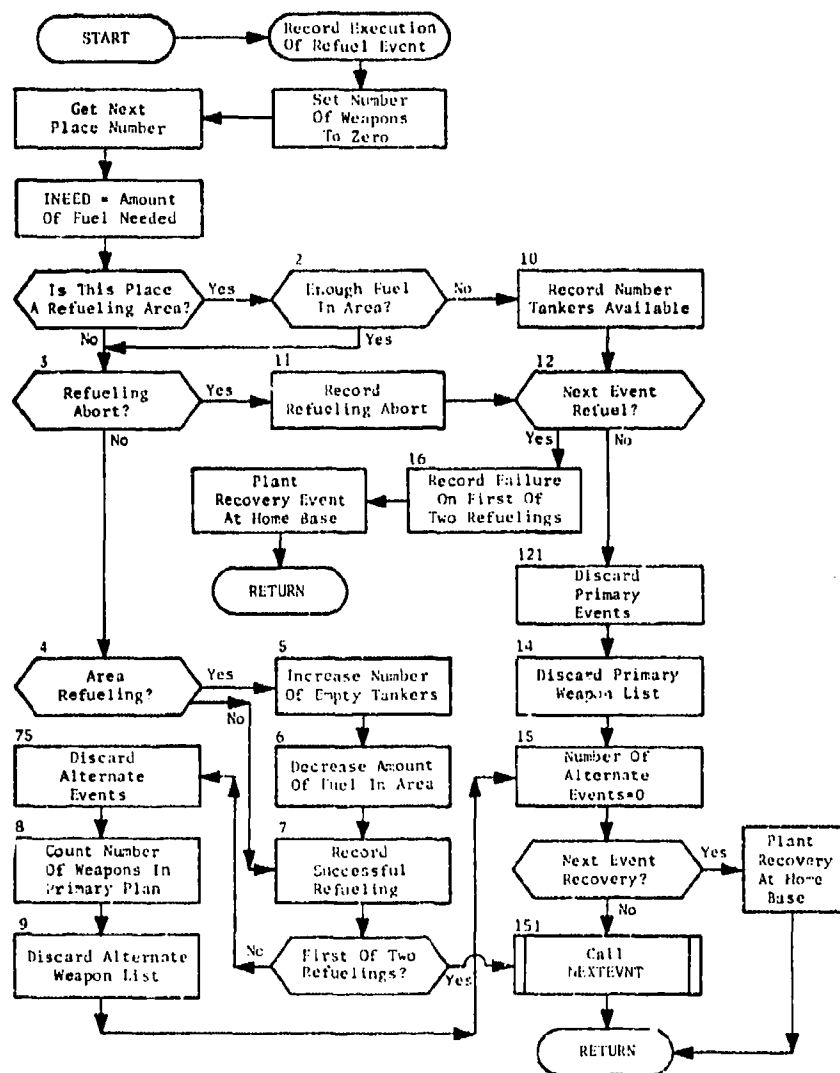 START
Record Execution
Of Refuel Event
Get Next
Place Number
Set Number
Of Weapons
To Zero
INEED = Amount
Of Fuel Needed
Is This Place
A Refueling Area?
Yes
No
2
Enough Fuel
In Area?
No
Yes
10
Record Number
Tankers Available
3
Refueling
Abort?
Yes
No
11
Record
Refueling Abort
12
Next Event
Refuel?
Yes
No
16
Record Failure
On First Of
Two Refuelings
Plant
Recovery Event
At Home Base
RETURN
121
Discard
Primary
Events
4
Area
Refueling?
Yes
No
5
Increase Number
Of Empty Tankers
14
Discard Primary
Weapon List
75
Discard
Alternate
Events
6
Decrease Amount
Of Fuel In Area
15
Number Of
Alternate
Events=0
8
Count Number
Of Weapons In
Primary Plan
7
Record
Successful
Refueling
Next Event
Recovery?
Yes
No
Plant
Recovery
At Home
Base
9
Discard Alternate
Weapon List
First Of Two
Refuelings?
No
Yes
151
Call
NEXTEVNT
RETURN